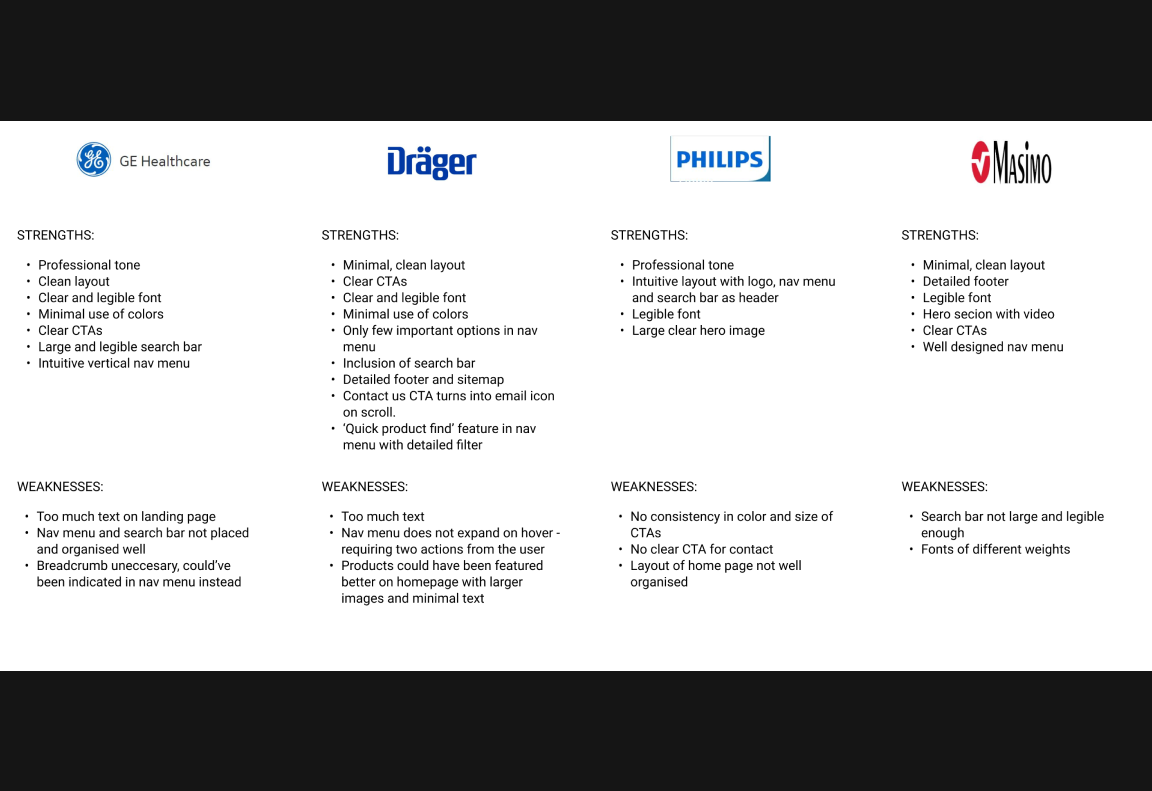 GE Healthcare
STRENGTHS:
• Professional tone
• Clean layout
• Clear and legible font
• Minimal use of colors
• Clear CTAs
• Large and legible search bar
• Intuitive vertical nav menu
WEAKNESSES:
• Too much text on landing page
• Nav menu and search bar not placed
and organised well
• Breadcrumb uneccesary, could’ve
been indicated in nav menu instead
Dräger
STRENGTHS:
• Minimal, clean layout
• Clear CTAs
• Clear and legible font
• Minimal use of colors
• Only few important options in nav
menu
• Inclusion of search bar
• Detailed footer and sitemap
• Contact us CTA turns into email icon
on scroll.
• ‘Quick product find’ feature in nav
menu with detailed filter
WEAKNESSES:
• Too much text
• Nav menu does not expand on hover -
requiring two actions from the user
• Products could have been featured
better on homepage with larger
images and minimal text
PHILIPS
STRENGTHS:
• Professional tone
• Intuitive layout with logo, nav menu
and search bar as header
• Legible font
• Large clear hero image
WEAKNESSES:
• No consistency in color and size of
CTAs
• No clear CTA for contact
• Layout of home page not well
organised
Masimo
STRENGTHS:
• Minimal, clean layout
• Detailed footer
• Legible font
• Hero secion with video
• Clear CTAs
• Well designed nav menu
WEAKNESSES:
• Search bar not large and legible
enough
• Fonts of different weights